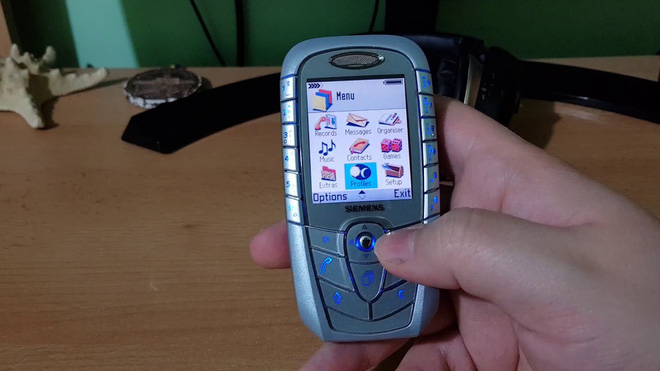 Menu
Records Messages Organiser
Music Contacts Games
Extras Profiles Setup
Options Exit
SIEMENS